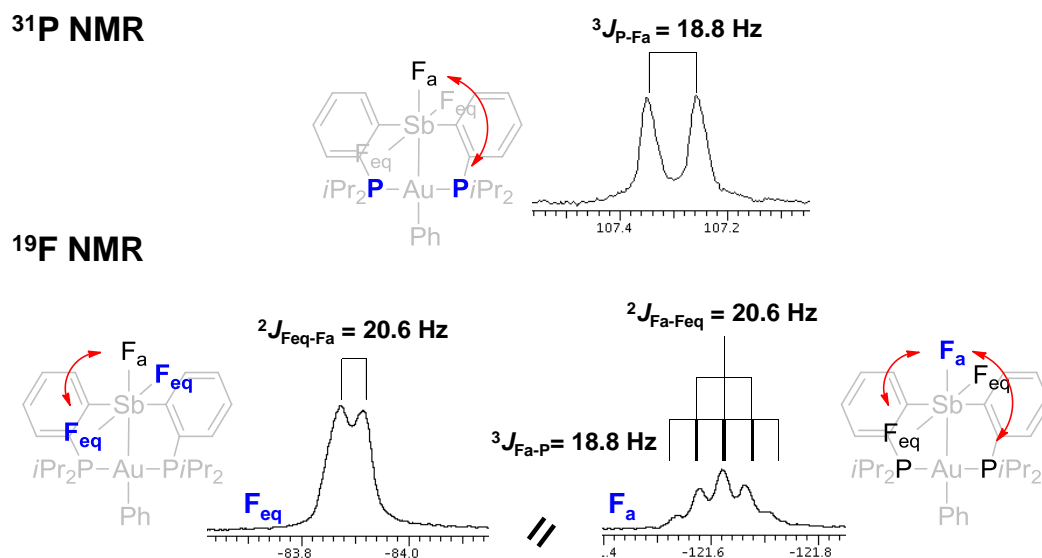 ³¹P NMR
³J_P-Fa = 18.8 Hz
F_a
F_eq
Sb
F_eq
iPr₂P Au PiPr₂
Ph
107.4 107.2
¹⁹F NMR
²J_Feq-Fa = 20.6 Hz
F_a
F_eq
Sb
F_eq
iPr₂P Au PiPr₂
Ph
F_eq
-83.8 -84.0
//
²J_Fa-Feq = 20.6 Hz
³J_Fa-P= 18.8 Hz
F_a
.4 -121.6 -121.8
F_a
F_eq
Sb
F_eq
iPr₂P Au PiPr₂
Ph